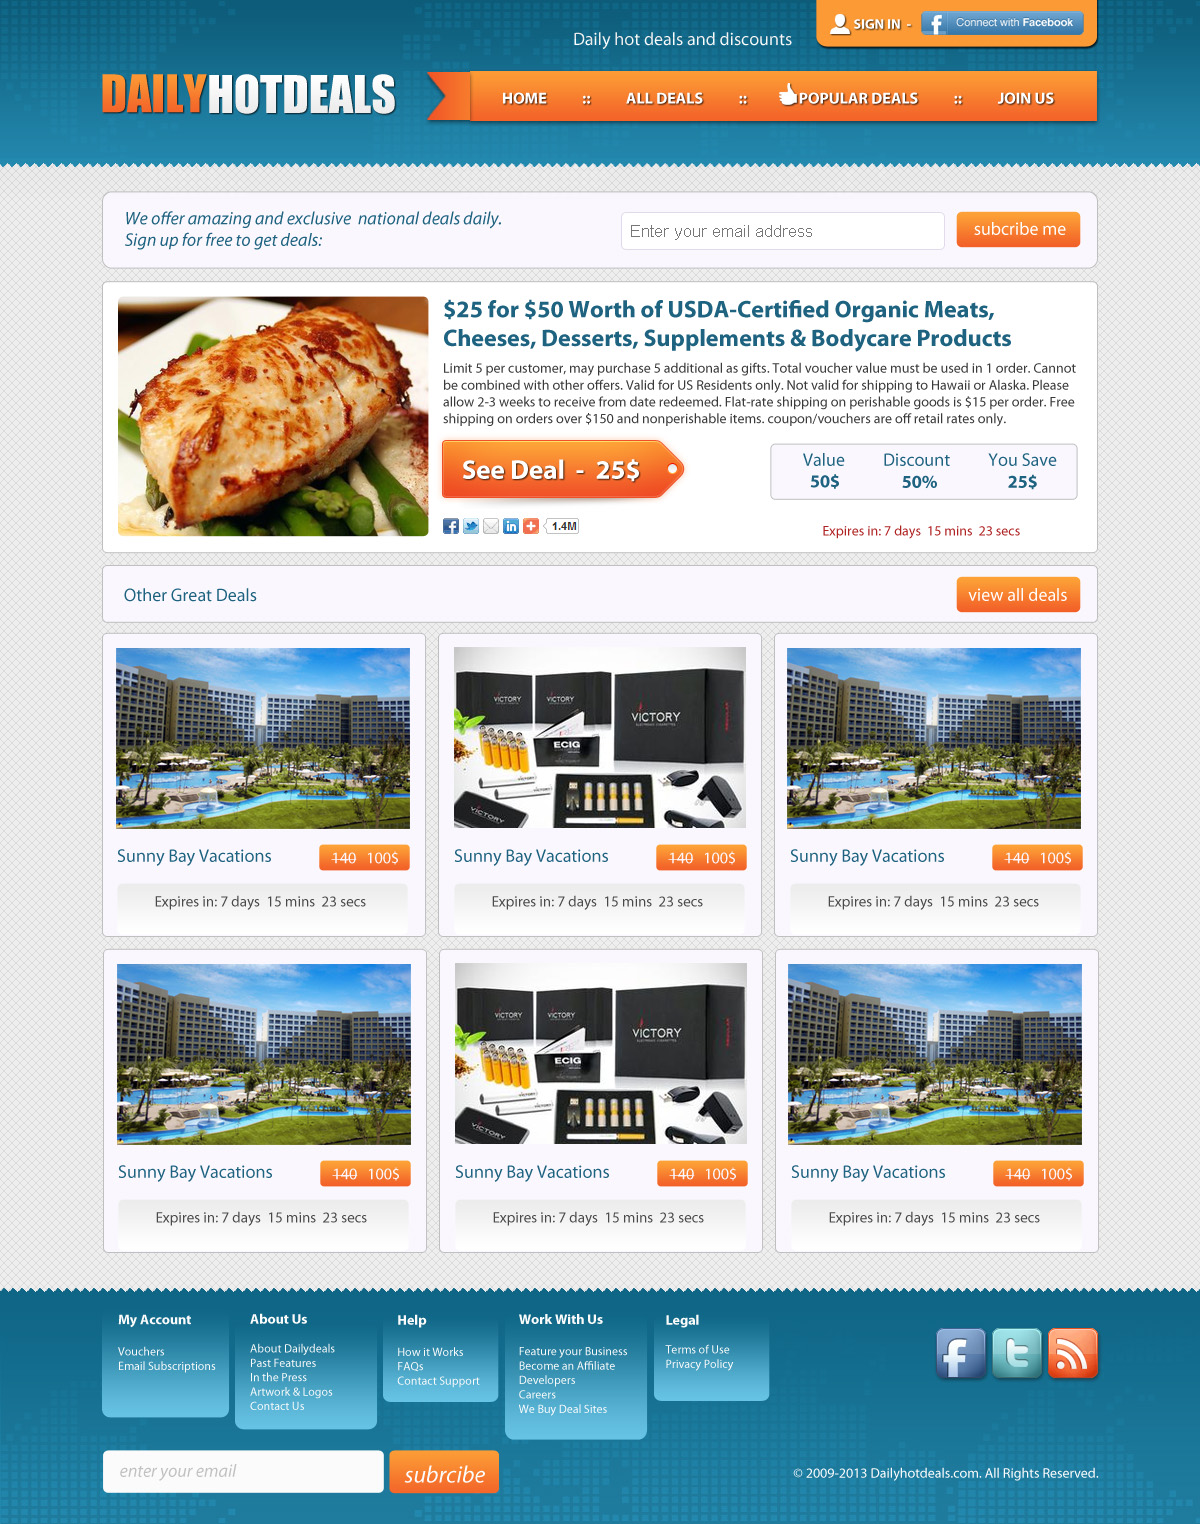 Daily hot deals and discounts
SIGN IN -
Connect with Facebook
DAILYHOTDEALS
HOME :: ALL DEALS :: POPULAR DEALS :: JOIN US
We offer amazing and exclusive national deals daily.
Sign up for free to get deals:
Enter your email address
subcribe me
$25 for $50 Worth of USDA-Certified Organic Meats,
Cheeses, Desserts, Supplements & Bodycare Products
Limit 5 per customer, may purchase 5 additional as gifts. Total voucher value must be used in 1 order. Cannot
be combined with other offers. Valid for US Residents only. Not valid for shipping to Hawaii or Alaska. Please
allow 2-3 weeks to receive from date redeemed. Flat-rate shipping on perishable goods is $15 per order. Free
shipping on orders over $150 and nonperishable items. coupon/vouchers are off retail rates only.
See Deal - 25$
Value Discount You Save
50$ 50% 25$
1.4M
Expires in: 7 days 15 mins 23 secs
Other Great Deals
view all deals
VICTORY VICTORY VICTORY
ELECTRONIC CIGARETTES
ECIG
VICTORY
Sunny Bay Vacations 140 100$
Sunny Bay Vacations 140 100$
Sunny Bay Vacations 140 100$
Expires in: 7 days 15 mins 23 secs
Expires in: 7 days 15 mins 23 secs
Expires in: 7 days 15 mins 23 secs
VICTORY VICTORY VICTORY
ELECTRONIC CIGARETTES
ECIG
VICTORY
Sunny Bay Vacations 140 100$
Sunny Bay Vacations 140 100$
Sunny Bay Vacations 140 100$
Expires in: 7 days 15 mins 23 secs
Expires in: 7 days 15 mins 23 secs
Expires in: 7 days 15 mins 23 secs
My Account
Vouchers
Email Subscriptions
About Us
About Dailydeals
Past Features
In the Press
Artwork & Logos
Contact Us
Help
How it Works
FAQs
Contact Support
Work With Us
Feature your Business
Become an Affiliate
Developers
Careers
We Buy Deal Sites
Legal
Terms of Use
Privacy Policy
enter your email
subrcibe
© 2009-2013 Dailyhotdeals.com. All Rights Reserved.